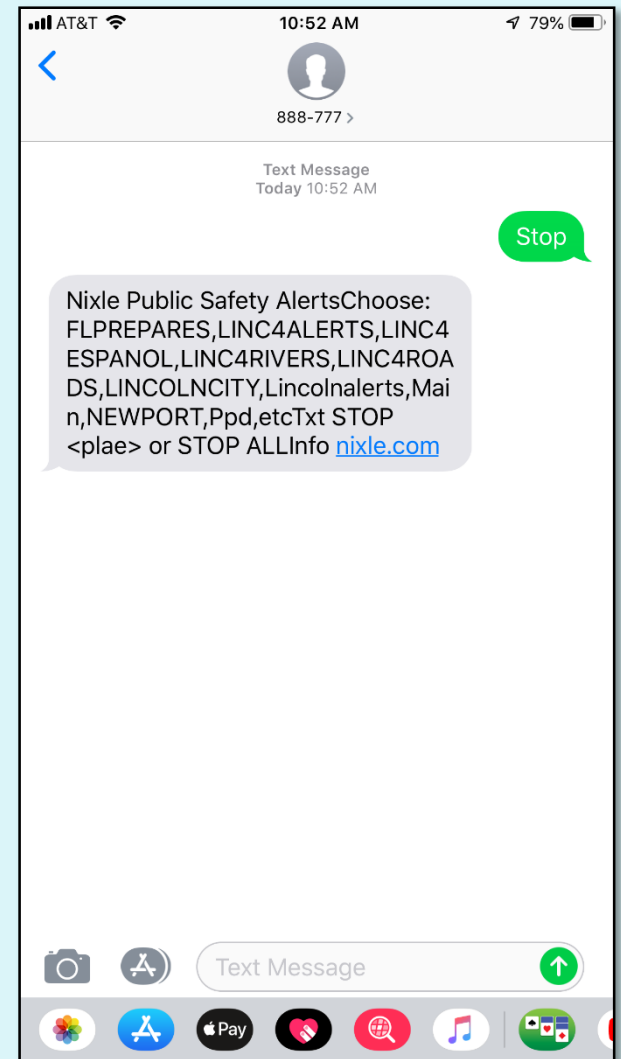 AT&T 10:52 AM 79%
888-777 >
Text Message
Today 10:52 AM
Stop
Nixle Public Safety AlertsChoose:
FLPREPARES,LINC4ALERTS,LINC4
ESPANOL,LINC4RIVERS,LINC4ROA
DS,LINCOLNCITY,Lincolnalerts,Mai
n,NEWPORT,Ppd,etcTxt STOP
<plae> or STOP ALLInfo nixle.com
Text Message
Pay